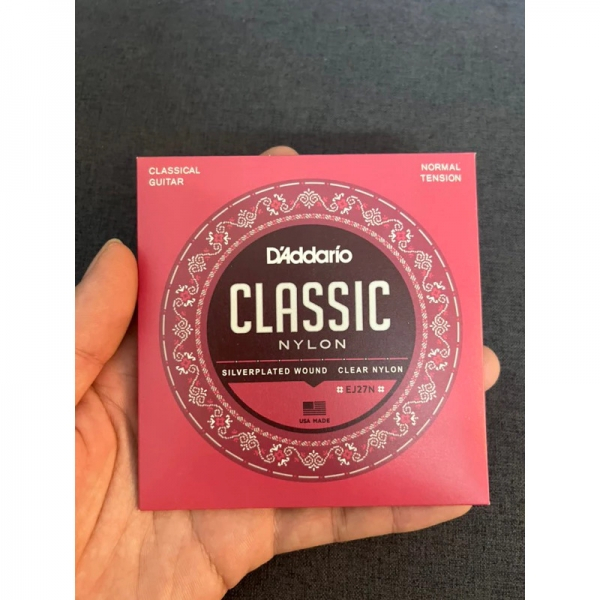 CLASSICAL
GUITAR
NORMAL
TENSION
D'Addario
CLASSIC
NYLON
SILVERPLATED WOUND CLEAR NYLON
EJ27N
USA MADE